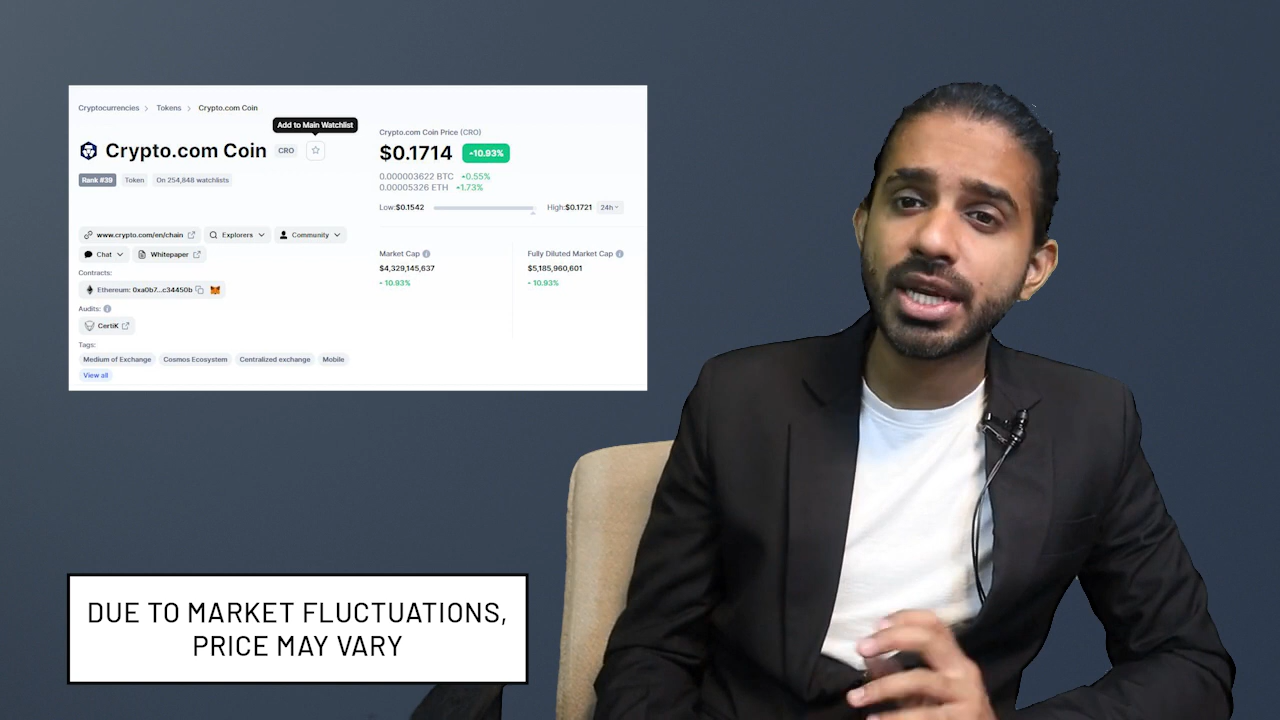 Cryptocurrencies > Tokens > Crypto.com Coin
Add to Main Watchlist
Crypto.com Coin CRO
Rank #39 Token On 254,848 watchlists
www.crypto.com/en/chain Explorers Community
Chat Whitepaper
Contracts:
Ethereum: 0xa0b7...c34450b
Audits:
CertiK
Tags:
Medium of Exchange Cosmos Ecosystem Centralized exchange Mobile
View all
Crypto.com Coin Price (CRO)
$0.1714 -10.93%
0.000003622 BTC +0.55%
0.00005326 ETH +1.73%
Low:$0.1542 High:$0.1721 24h
Market Cap
$4,329,145,637
- 10.93%
Fully Diluted Market Cap
$5,185,960,601
- 10.93%
DUE TO MARKET FLUCTUATIONS,
PRICE MAY VARY